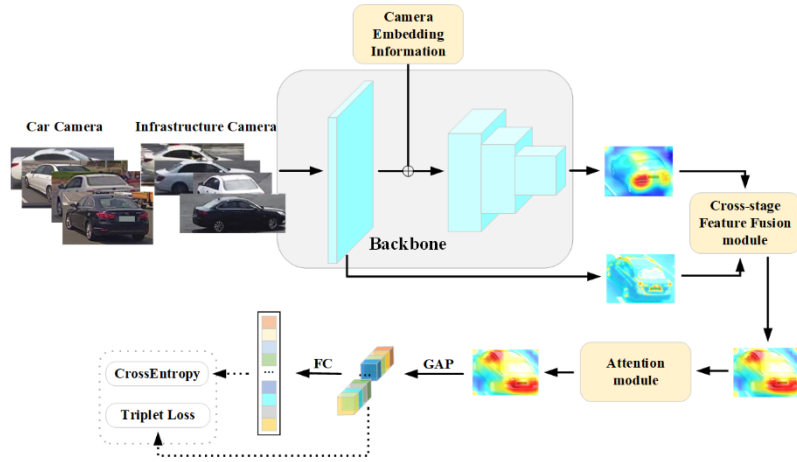 Camera
Embedding
Information
Car Camera
Infrastructure Camera
Backbone
Cross-stage
Feature Fusion
module
CrossEntropy
Triplet Loss
...
FC
...
GAP
Attention
module